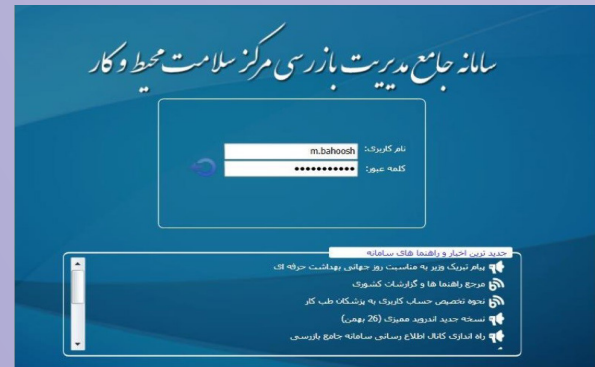 سامانه جامع مدیریت بازرسی مرکز سلامت محیط و کار
نام کاربری: m.bahoosh
کلمه عبور: •••••••••••
جدید ترین اخبار و راهنما های سامانه
پیام تبریک وزیر به مناسبت روز جهانی بهداشت حرفه ای
مرجع راهنما ها و گزارشات کشوری
نحوه تخصیص حساب کاربری به پزشکان طب کار
نسخه جدید اندروید ممیزی (26 بهمن)
راه اندازی کانال اطلاع رسانی سامانه جامع بازرسی